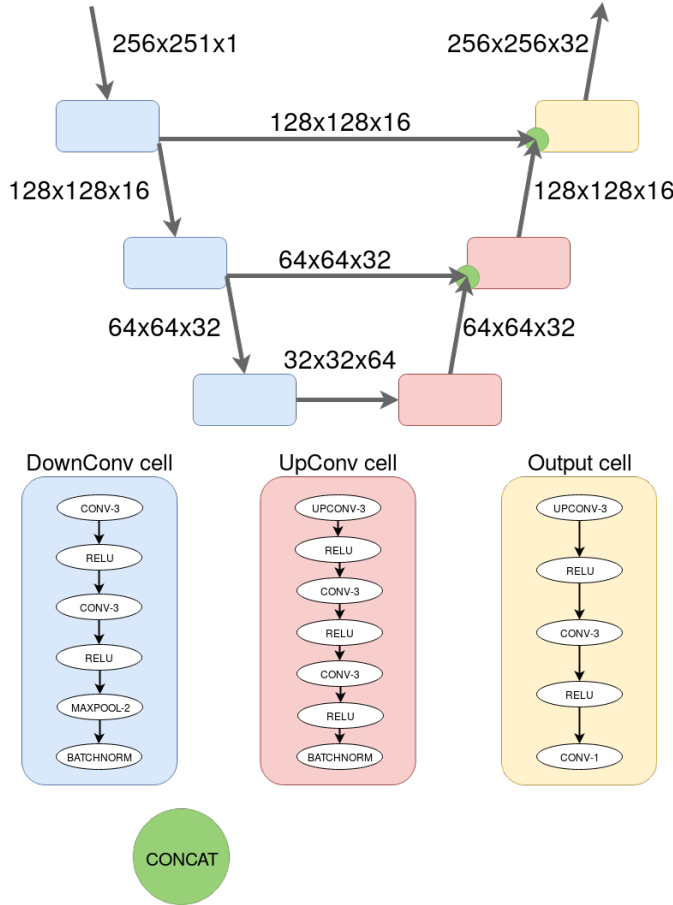 256x251x1
256x256x32
128x128x16
128x128x16
128x128x16
64x64x32
64x64x32
64x64x32
32x32x64
DownConv cell
CONV-3
RELU
CONV-3
RELU
MAXPOOL-2
BATCHNORM
UpConv cell
UPCONV-3
RELU
CONV-3
RELU
CONV-3
RELU
BATCHNORM
Output cell
UPCONV-3
RELU
CONV-3
RELU
CONV-1
CONCAT